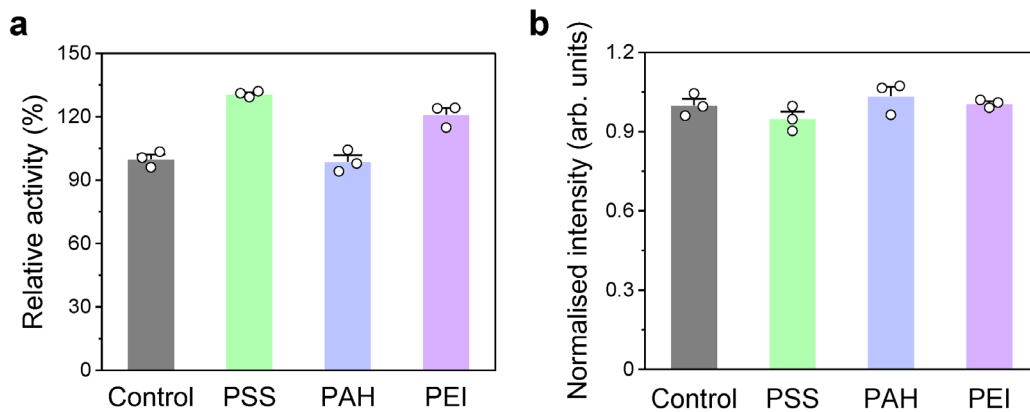 a
Relative activity (%)
150
120
90
60
30
0
Control PSS PAH PEI
b
Normalised intensity (arb. units)
1.2
0.9
0.6
0.3
0
Control PSS PAH PEI